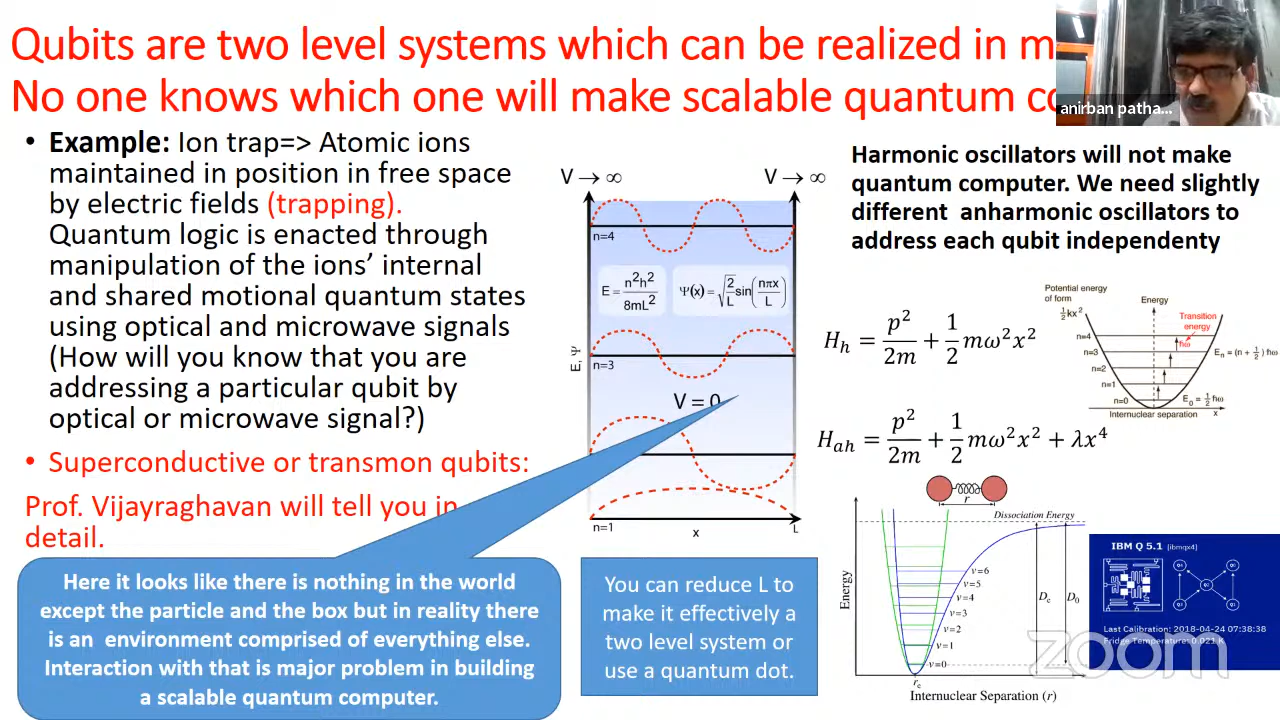 Qubits are two level systems which can be realized in m
No one knows which one will make scalable quantum co
anirban patha...
• Example: Ion trap=> Atomic ions
maintained in position in free space
by electric fields (trapping).
Quantum logic is enacted through
manipulation of the ions' internal
and shared motional quantum states
using optical and microwave signals
(How will you know that you are
addressing a particular qubit by
optical or microwave signal?)
• Superconductive or transmon qubits:
Prof. Vijayraghavan will tell you in
detail.
Here it looks like there is nothing in the world
except the particle and the box but in reality there
is an environment comprised of everything else.
Interaction with that is major problem in building
a scalable quantum computer.
V → ∞ V → ∞
n=4
E = n²h²/8mL² Ψ(x) = √(2/L) sin(nπx/L)
E, Ψ
n=3
V = 0
n=1
x L
You can reduce L to
make it effectively a
two level system or
use a quantum dot.
Harmonic oscillators will not make
quantum computer. We need slightly
different anharmonic oscillators to
address each qubit independenty
H_h = p²/2m + 1/2 mω²x²
H_ah = p²/2m + 1/2 mω²x² + λx⁴
Potential energy
of form
½kx²
Energy
Transition
energy
ħω
n=4
n=3
n=2
n=1
n=0
E_n = (n + ½)ħω
E_0 = ½ħω
Internuclear separation x
r
Dissociation Energy
Energy
υ=6
υ=5
υ=4
υ=3
υ=2
υ=1
υ=0
D_e D_0
r_e
Internuclear Separation (r)
IBM Q 5.1 [ibmqx4]
Last Calibration: 2018-04-24 07:38:38
Fridge Temperature: 0.021 K
zoom